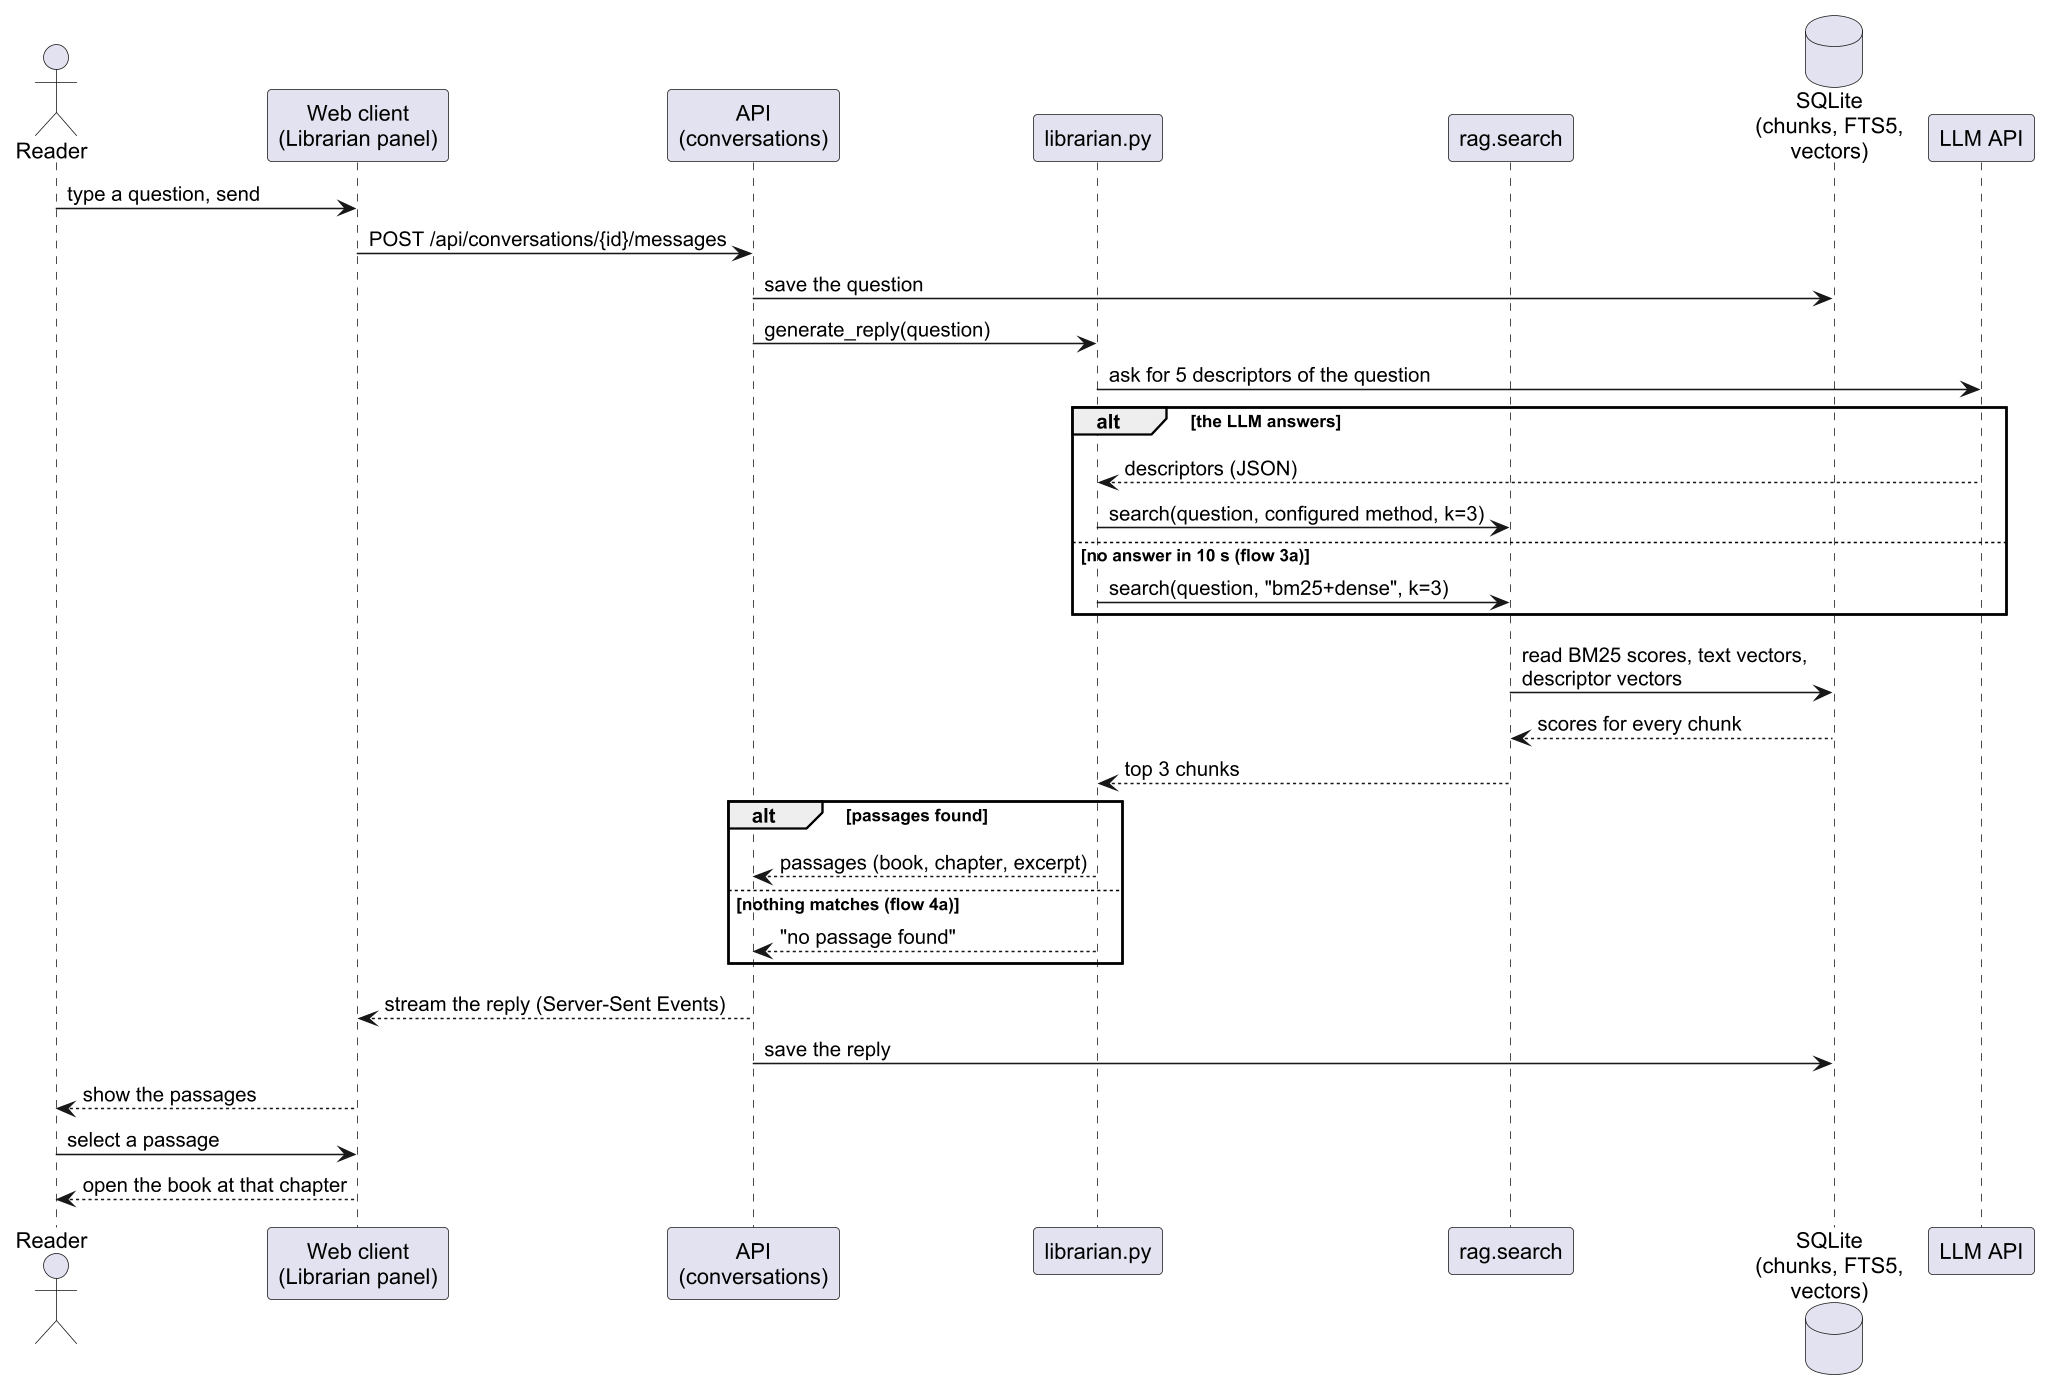 Reader
Web client
(Librarian panel)
API
(conversations)
librarian.py
rag.search
SQLite
(chunks, FTS5,
vectors)
LLM API
type a question, send
POST /api/conversations/{id}/messages
save the question
generate_reply(question)
ask for 5 descriptors of the question
alt [the LLM answers]
descriptors (JSON)
search(question, configured method, k=3)
[no answer in 10 s (flow 3a)]
search(question, "bm25+dense", k=3)
read BM25 scores, text vectors,
descriptor vectors
scores for every chunk
top 3 chunks
alt [passages found]
passages (book, chapter, excerpt)
[nothing matches (flow 4a)]
"no passage found"
stream the reply (Server-Sent Events)
save the reply
show the passages
select a passage
open the book at that chapter
Reader
Web client
(Librarian panel)
API
(conversations)
librarian.py
rag.search
SQLite
(chunks, FTS5,
vectors)
LLM API